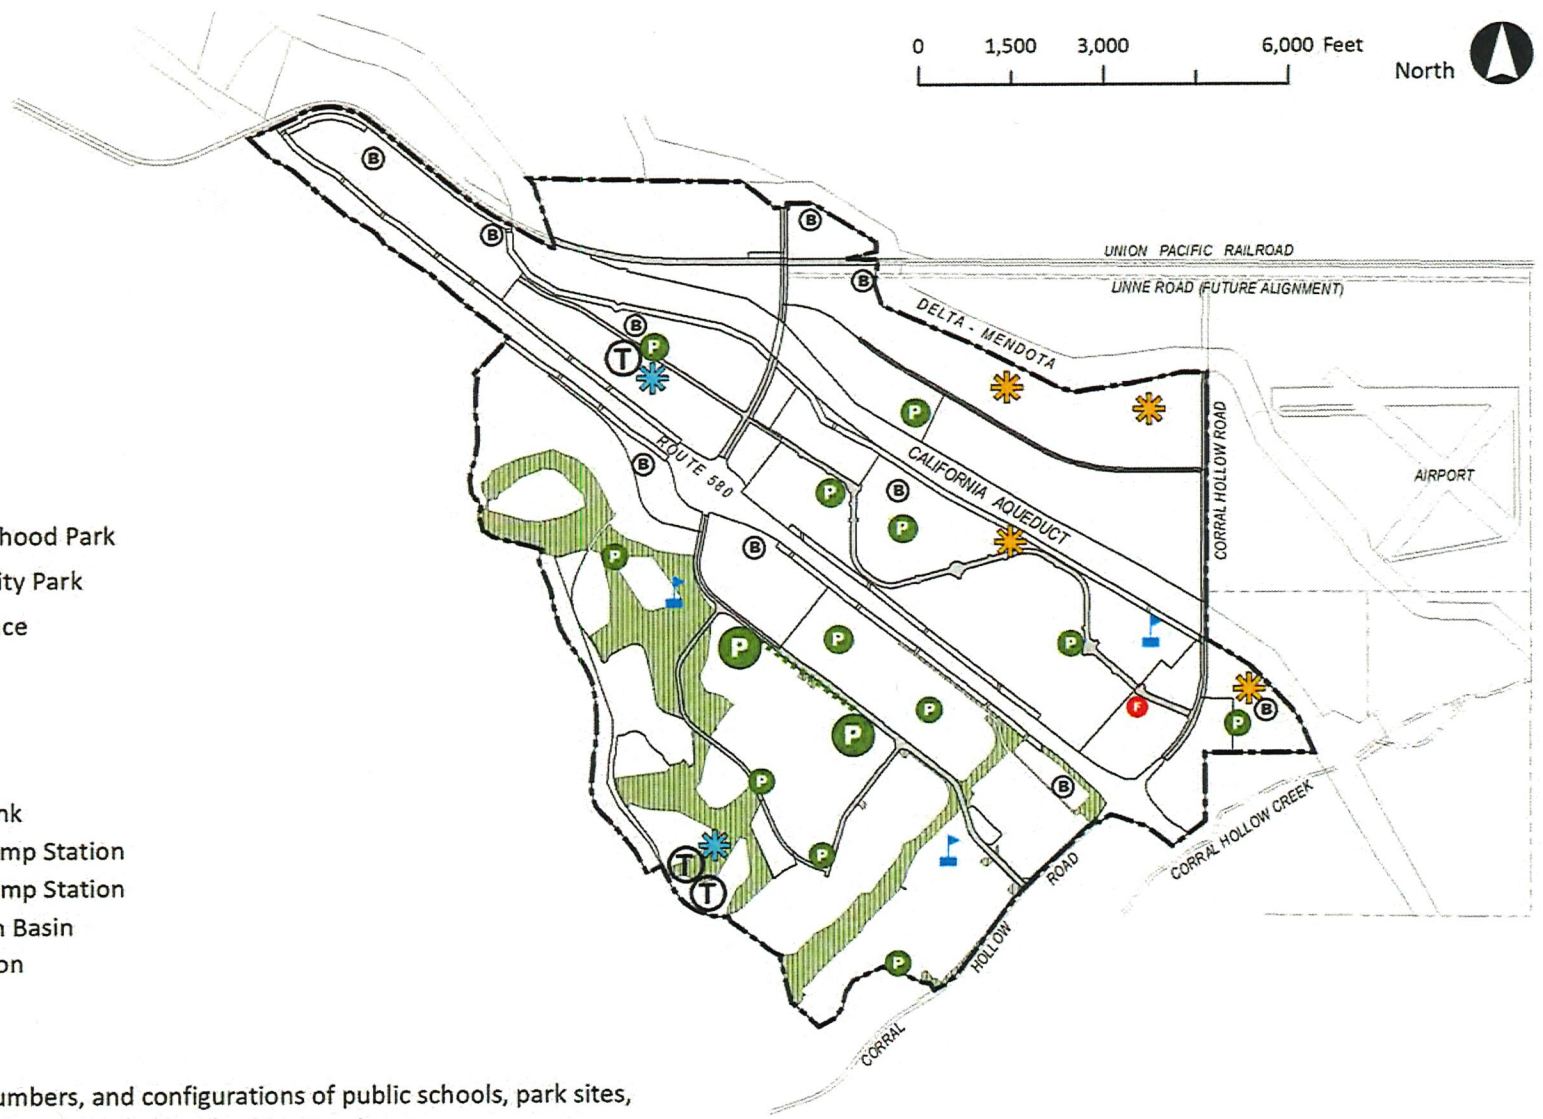 0 1,500 3,000 6,000 Feet
North
B
B
B
UNION PACIFIC RAILROAD
B
LINNE ROAD (FUTURE ALIGNMENT)
DELTA - MENDOTA
B
P
T
P
CORRAL HOLLOW ROAD
ROUTE 580
CALIFORNIA AQUEDUCT
B
AIRPORT
P
B
P
hood Park
B
P
ity Park
ce
P
P
P
P
F
B
P
P
P
B
nk
mp Station
P
T
CORRAL HOLLOW CREEK
ROAD
mp Station
T
n Basin
HOLLOW
on
P
CORRAL
umbers, and configurations of public schools, park sites,